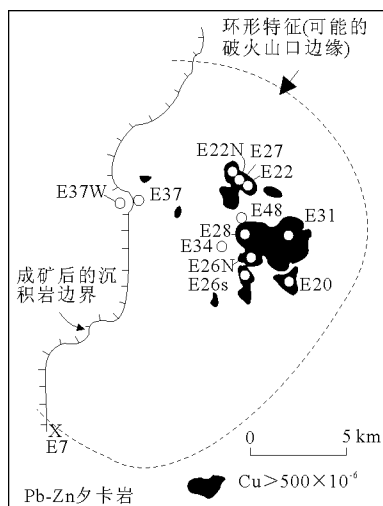 环形特征(可能的
破火山口边缘)
E22N E27
E22
E37W
E37
E48
E31
E28
E34
E26N
E26s
E20
成矿后的沉
积岩边界
X
E7
0 5 km
Pb-Zn夕卡岩
Cu>500×10⁻⁶